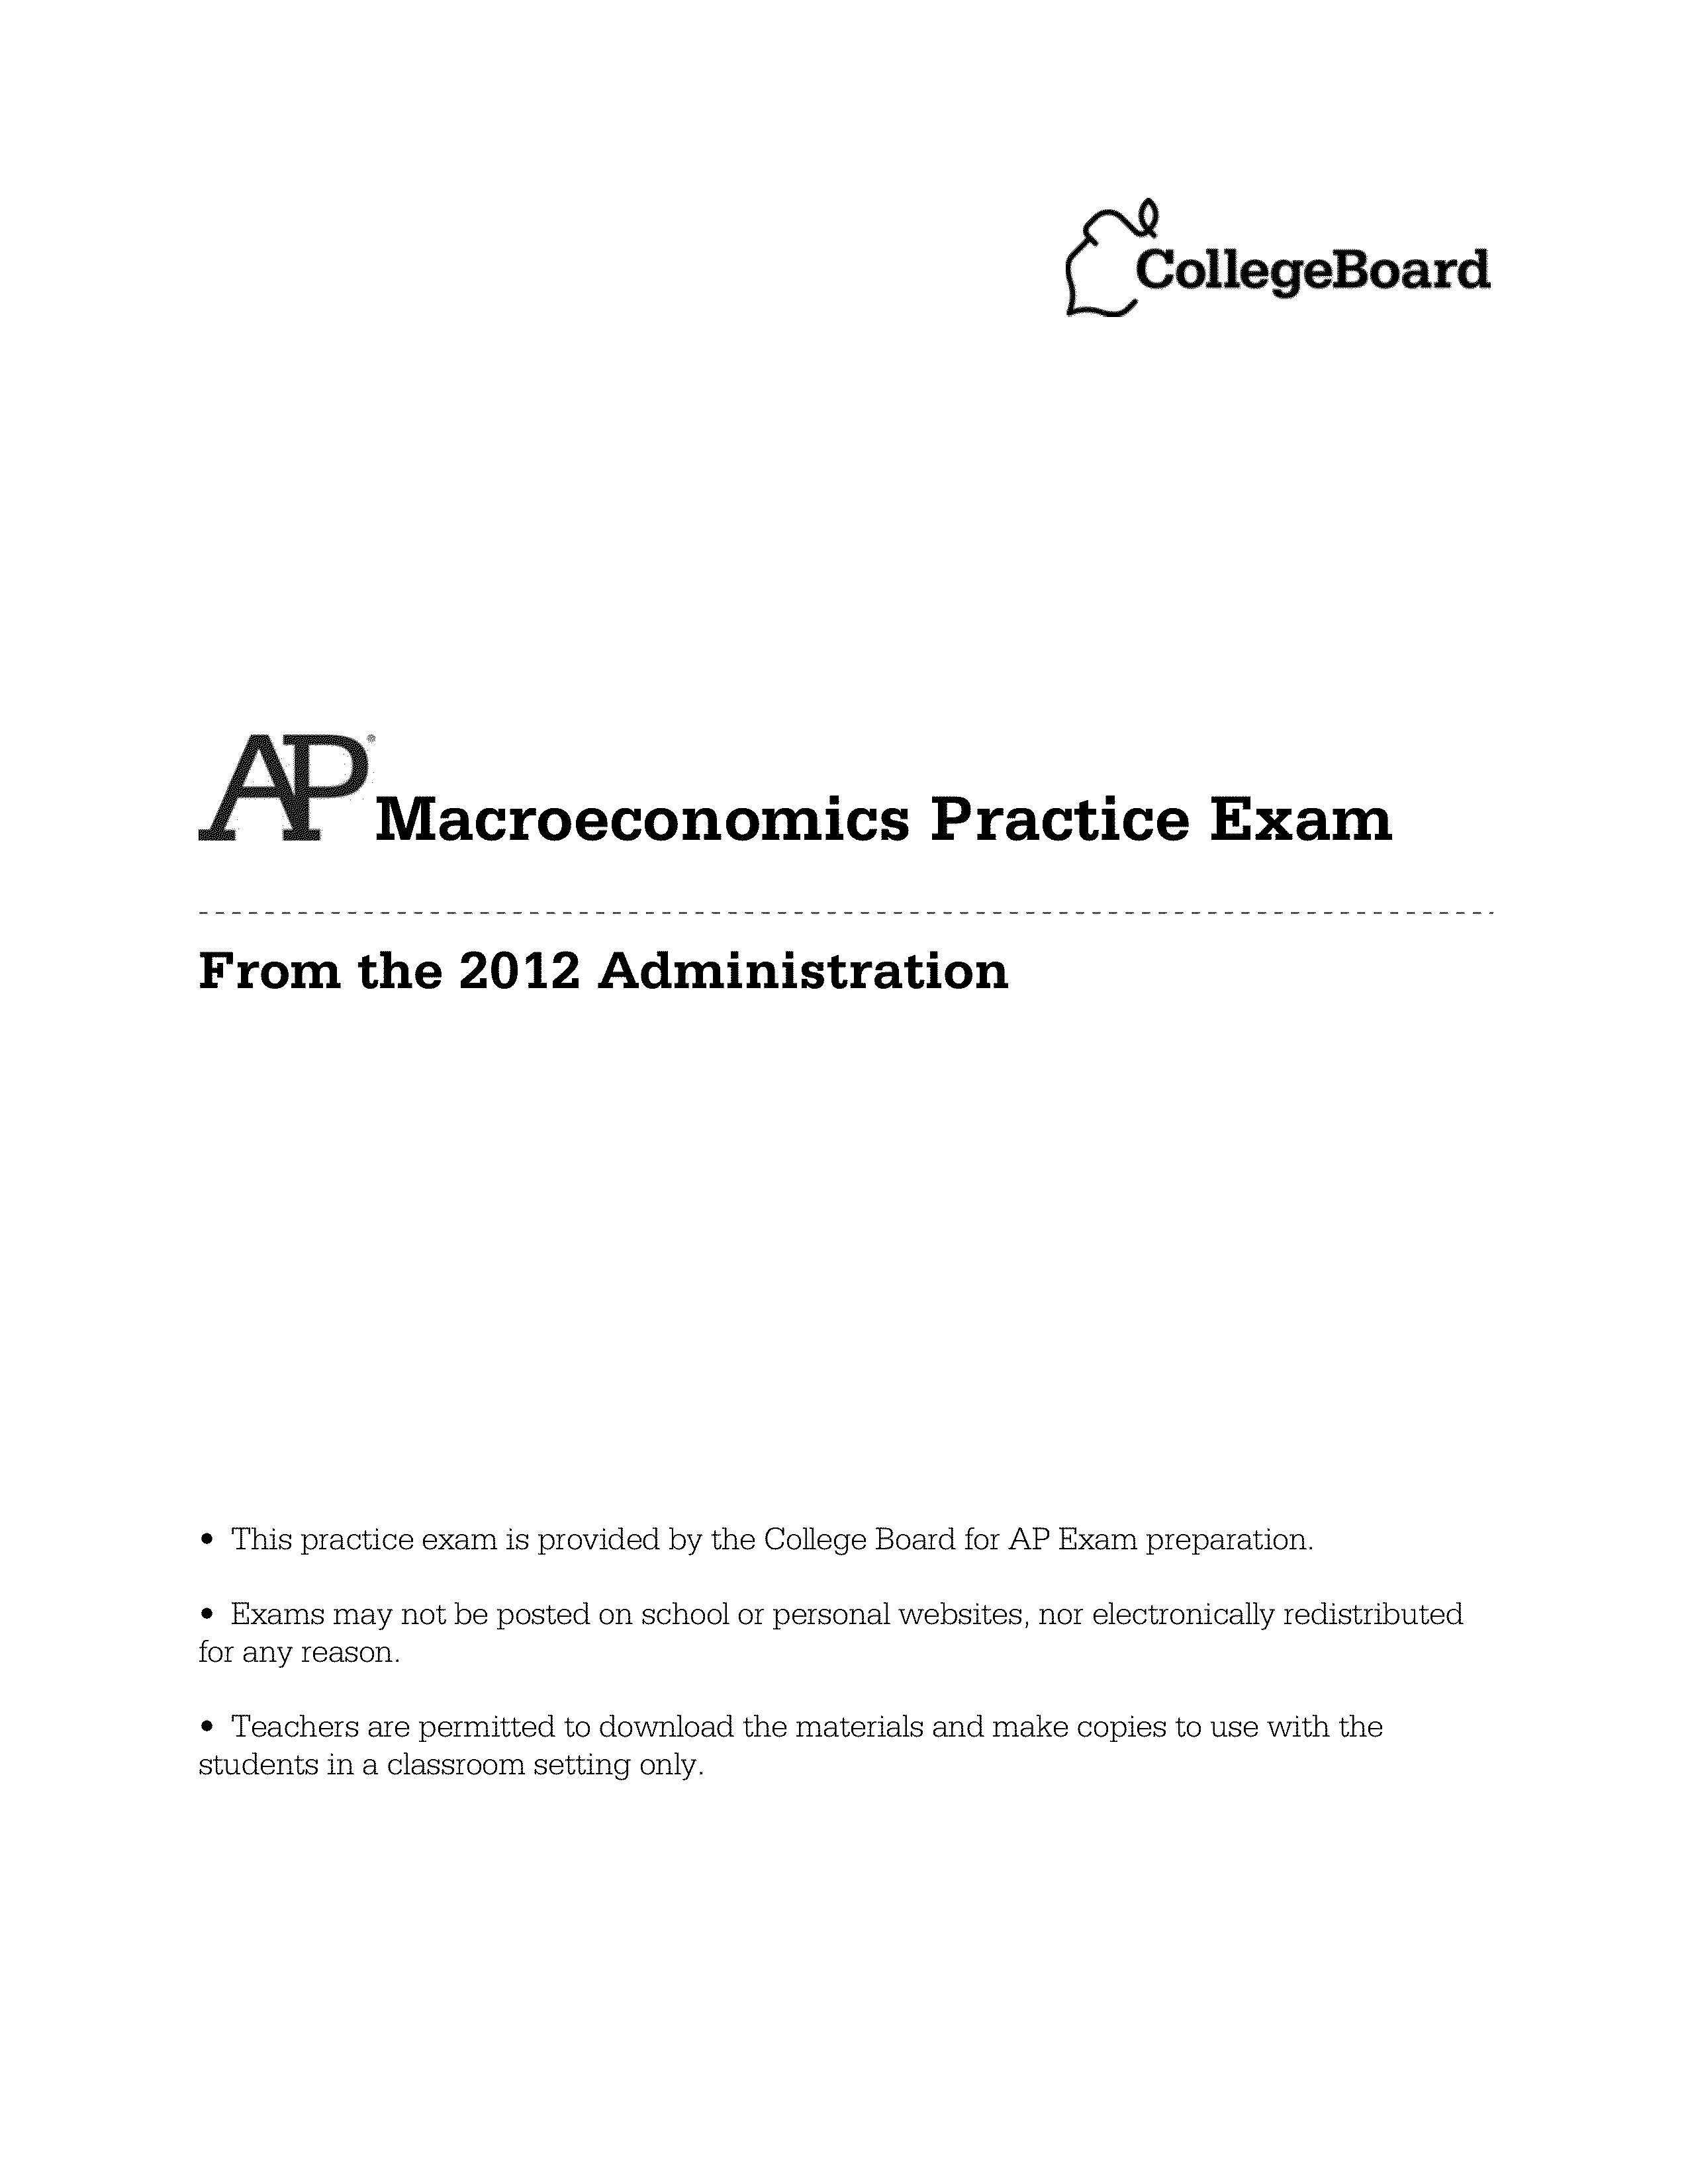 CollegeBoard
AP® Macroeconomics Practice Exam
From the 2012 Administration
• This practice exam is provided by the College Board for AP Exam preparation.
• Exams may not be posted on school or personal websites, nor electronically redistributed
for any reason.
• Teachers are permitted to download the materials and make copies to use with the
students in a classroom setting only.